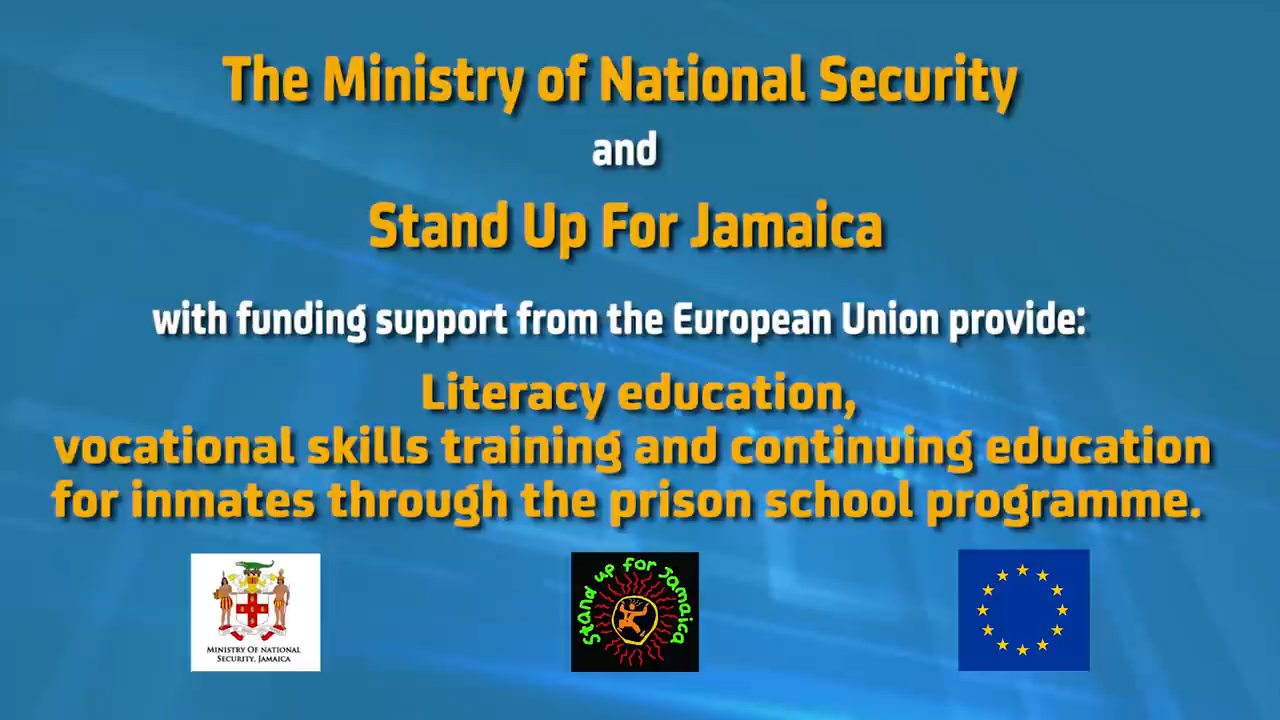 The Ministry of National Security
and
Stand Up For Jamaica
with funding support from the European Union provide:
Literacy education,
vocational skills training and continuing education
for inmates through the prison school programme.
MINISTRY OF NATIONAL
SECURITY, JAMAICA
Stand up for Jamaica